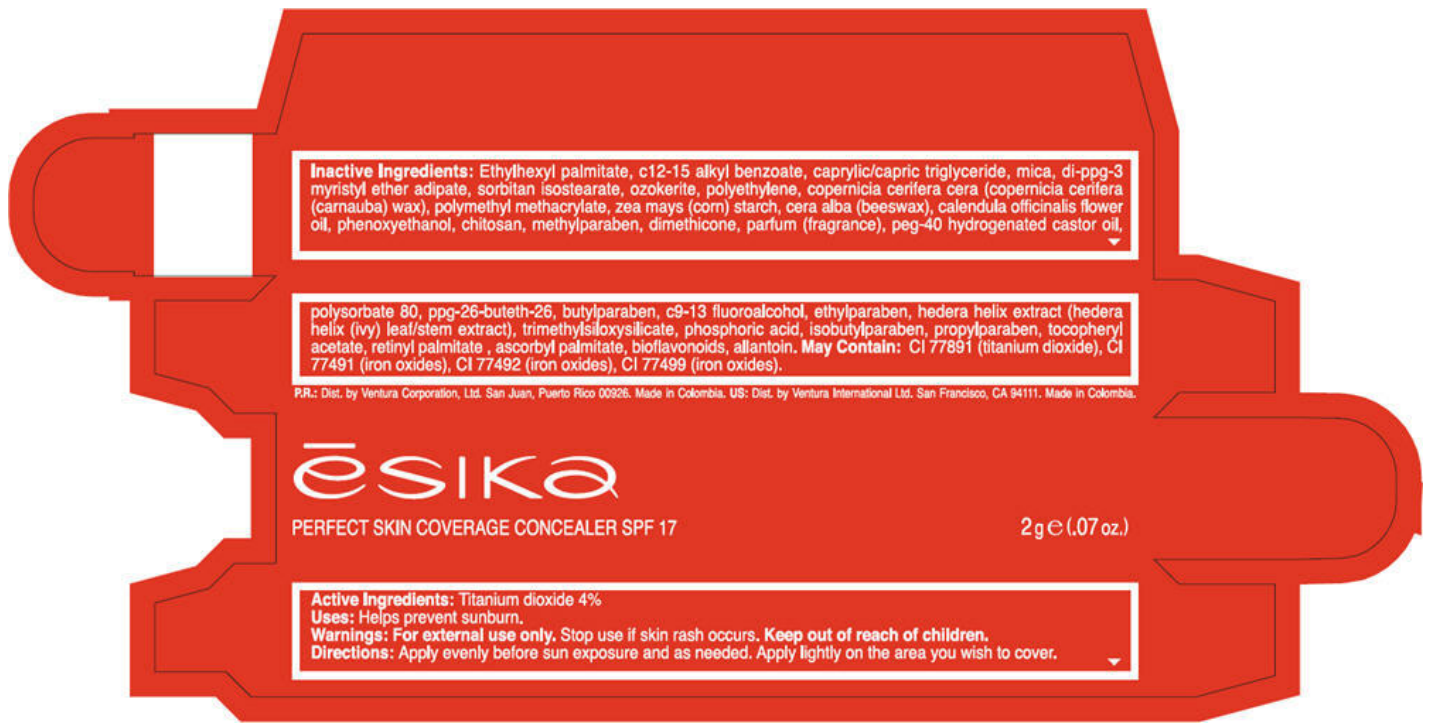 Inactive Ingredients: Ethylhexyl palmitate, c12-15 alkyl benzoate, caprylic/capric triglyceride, mica, di-ppg-3
myristyl ether adipate, sorbitan isostearate, ozokerite, polyethylene, copernicia cerifera cera (copernicia cerifera
(carnauba) wax), polymethyl methacrylate, zea mays (corn) starch, cera alba (beeswax), calendula officinalis flower
oil, phenoxyethanol, chitosan, methylparaben, dimethicone, parfum (fragrance), peg-40 hydrogenated castor oil,
polysorbate 80, ppg-26-buteth-26, butylparaben, c9-13 fluoroalcohol, ethylparaben, hedera helix extract (hedera
helix (ivy) leaf/stem extract), trimethylsiloxysilicate, phosphoric acid, isobutylparaben, propylparaben, tocopheryl
acetate, retinyl palmitate , ascorbyl palmitate, bioflavonoids, allantoin. May Contain: CI 77891 (titanium dioxide), CI
77491 (iron oxides), CI 77492 (iron oxides), CI 77499 (iron oxides).
P.R.: Dist. by Ventura Corporation, Ltd. San Juan, Puerto Rico 00926. Made in Colombia. US: Dist. by Ventura International Ltd. San Francisco, CA 94111. Made in Colombia.
ēsika
PERFECT SKIN COVERAGE CONCEALER SPF 17 2 g ℮ (.07 oz.)
Active Ingredients: Titanium dioxide 4%
Uses: Helps prevent sunburn.
Warnings: For external use only. Stop use if skin rash occurs. Keep out of reach of children.
Directions: Apply evenly before sun exposure and as needed. Apply lightly on the area you wish to cover.